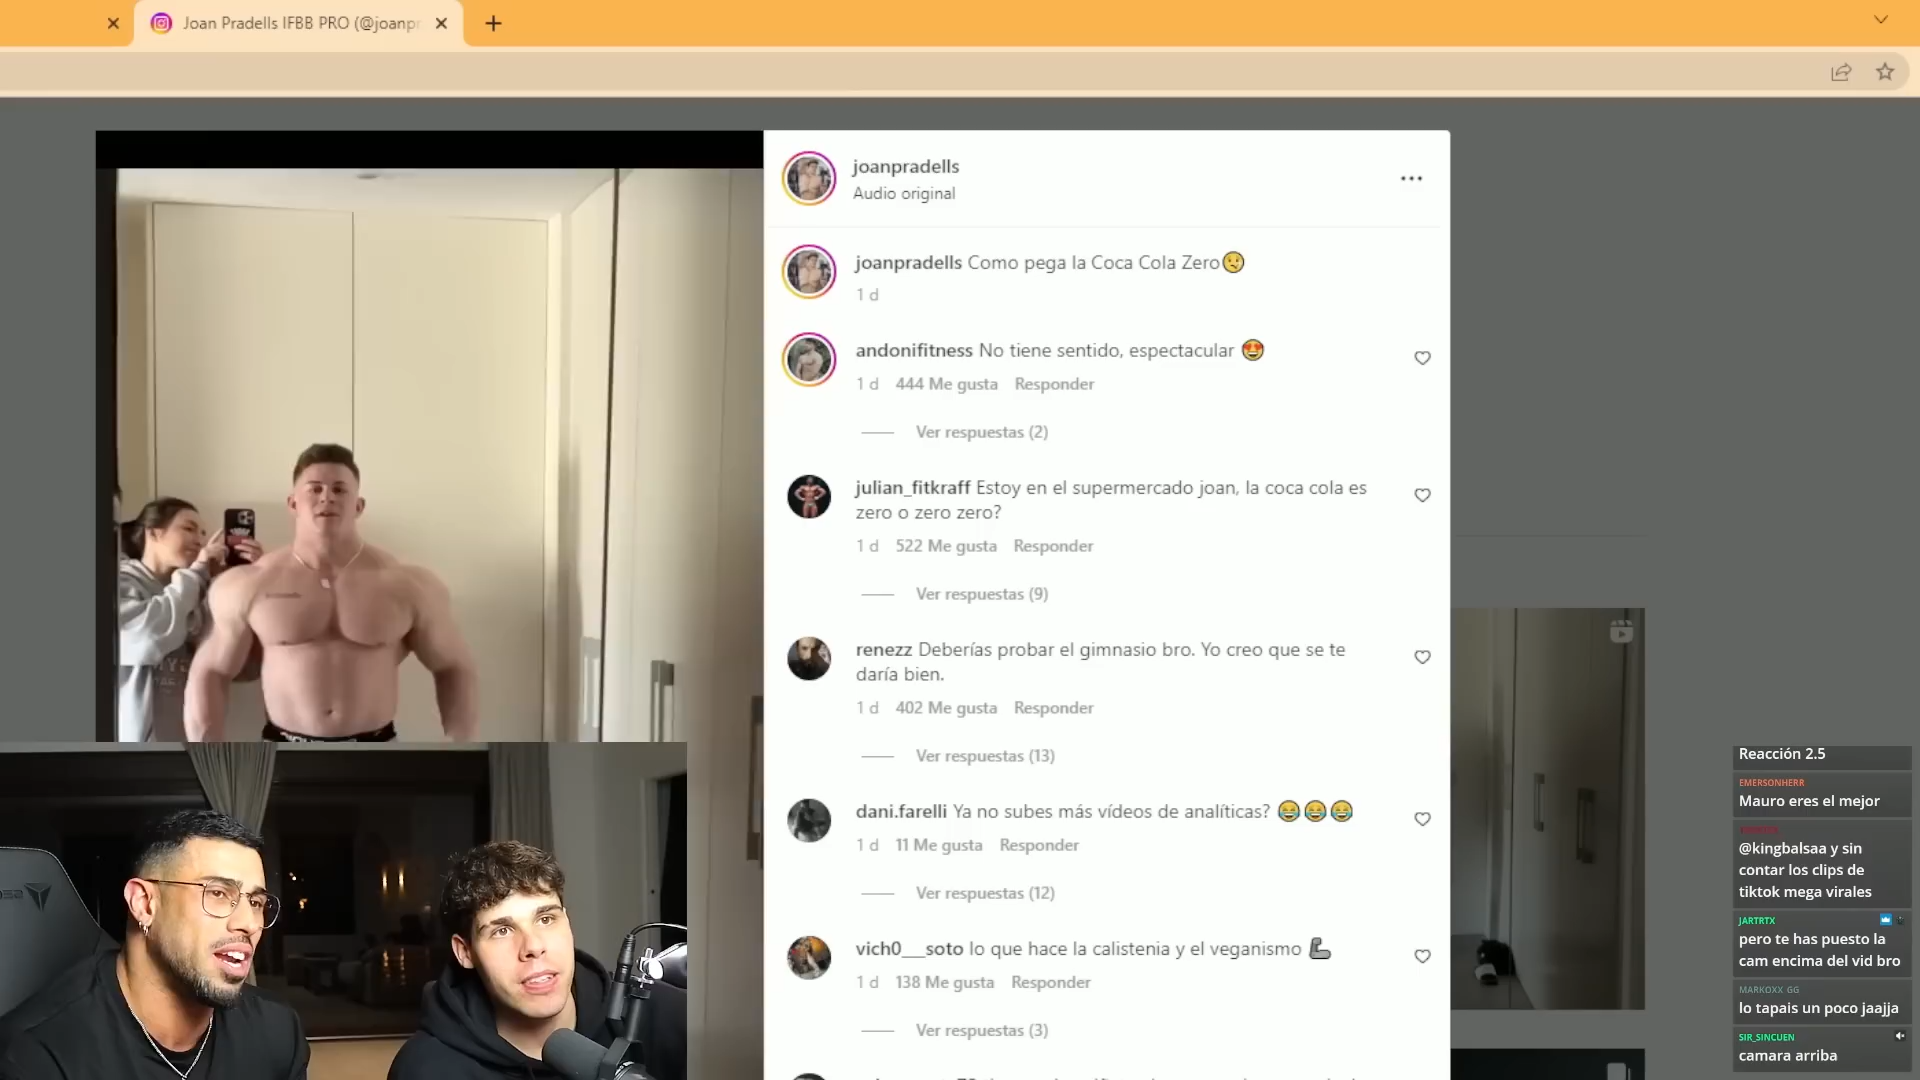 Joan Pradells IFBB PRO (@joanpr
joanpradells
Audio original
joanpradells Como pega la Coca Cola Zero🤨
1 d
andonifitness No tiene sentido, espectacular 😍
1 d 444 Me gusta Responder
Ver respuestas (2)
julian_fitkraff Estoy en el supermercado joan, la coca cola es
zero o zero zero?
1 d 522 Me gusta Responder
Ver respuestas (9)
renezz Deberías probar el gimnasio bro. Yo creo que se te
daría bien.
1 d 402 Me gusta Responder
Ver respuestas (13)
dani.farelli Ya no subes más vídeos de analíticas? 😂😂😂
1 d 11 Me gusta Responder
Ver respuestas (12)
vich0__soto lo que hace la calistenia y el veganismo 🦾
1 d 138 Me gusta Responder
Ver respuestas (3)
Reacción 2.5
EMERSONHERR
Mauro eres el mejor
@kingbalsaa y sin
contar los clips de
tiktok mega virales
JARTRTX
pero te has puesto la
cam encima del vid bro
MARKOXX GG
lo tapais un poco jaajja
SIR_SINCUEN
camara arriba